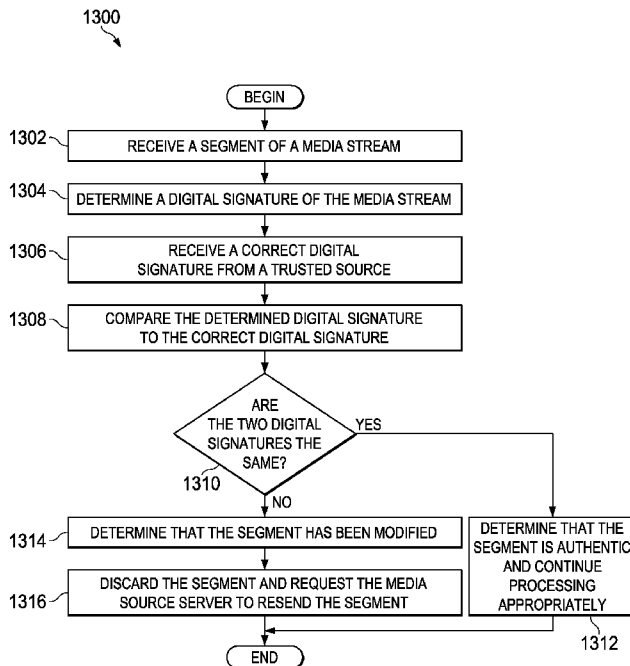 1300
BEGIN
1302
RECEIVE A SEGMENT OF A MEDIA STREAM
1304
DETERMINE A DIGITAL SIGNATURE OF THE MEDIA STREAM
1306
RECEIVE A CORRECT DIGITAL
SIGNATURE FROM A TRUSTED SOURCE
1308
COMPARE THE DETERMINED DIGITAL SIGNATURE
TO THE CORRECT DIGITAL SIGNATURE
ARE
THE TWO DIGITAL
SIGNATURES THE
SAME?
1310
YES
NO
1314
DETERMINE THAT THE SEGMENT HAS BEEN MODIFIED
1316
DISCARD THE SEGMENT AND REQUEST THE MEDIA
SOURCE SERVER TO RESEND THE SEGMENT
DETERMINE THAT THE
SEGMENT IS AUTHENTIC
AND CONTINUE
PROCESSING
APPROPRIATELY
1312
END